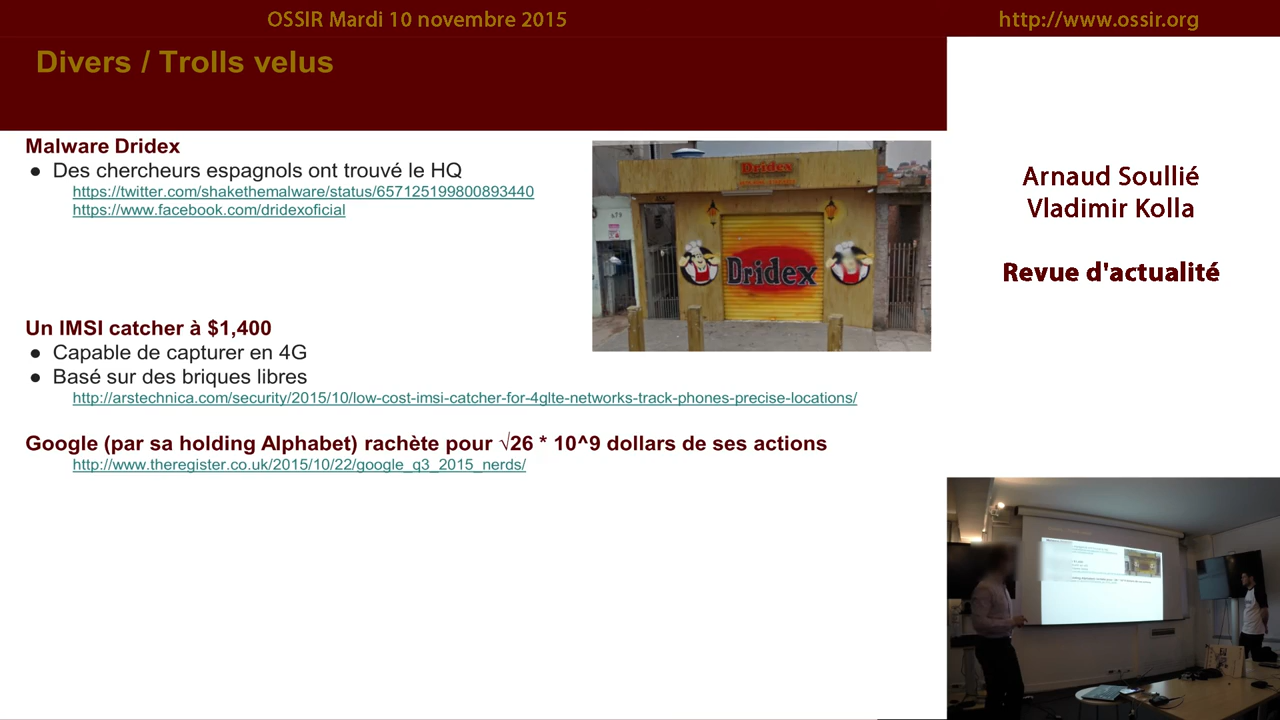 OSSIR Mardi 10 novembre 2015
http://www.ossir.org
Divers / Trolls velus
Malware Dridex
● Des chercheurs espagnols ont trouvé le HQ
https://twitter.com/shakethemalware/status/657125199800893440
https://www.facebook.com/dridexoficial
Dridex
Dridex
Arnaud Soullié
Vladimir Kolla
Revue d'actualité
Un IMSI catcher à $1,400
● Capable de capturer en 4G
● Basé sur des briques libres
http://arstechnica.com/security/2015/10/low-cost-imsi-catcher-for-4glte-networks-track-phones-precise-locations/
Google (par sa holding Alphabet) rachète pour √26 * 10^9 dollars de ses actions
http://www.theregister.co.uk/2015/10/22/google_q3_2015_nerds/